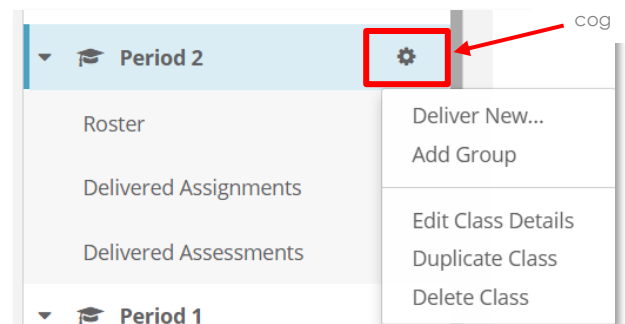 cog
Period 2
Roster
Delivered Assignments
Delivered Assessments
Period 1
Deliver New...
Add Group
Edit Class Details
Duplicate Class
Delete Class